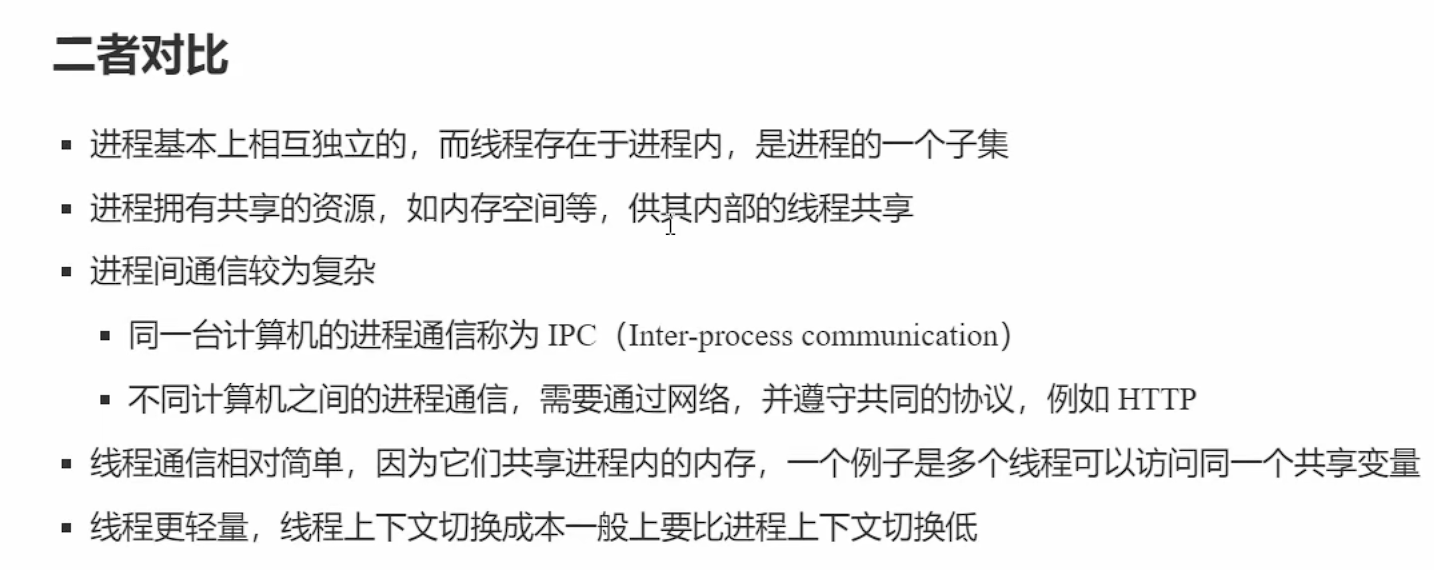 二者对比
进程基本上相互独立的，而线程存在于进程内，是进程的一个子集
进程拥有共享的资源，如内存空间等，供其内部的线程共享
进程间通信较为复杂
同一台计算机的进程通信称为 IPC（Inter-process communication）
不同计算机之间的进程通信，需要通过网络，并遵守共同的协议，例如 HTTP
线程通信相对简单，因为它们共享进程内的内存，一个例子是多个线程可以访问同一个共享变量
线程更轻量，线程上下文切换成本一般上要比进程上下文切换低